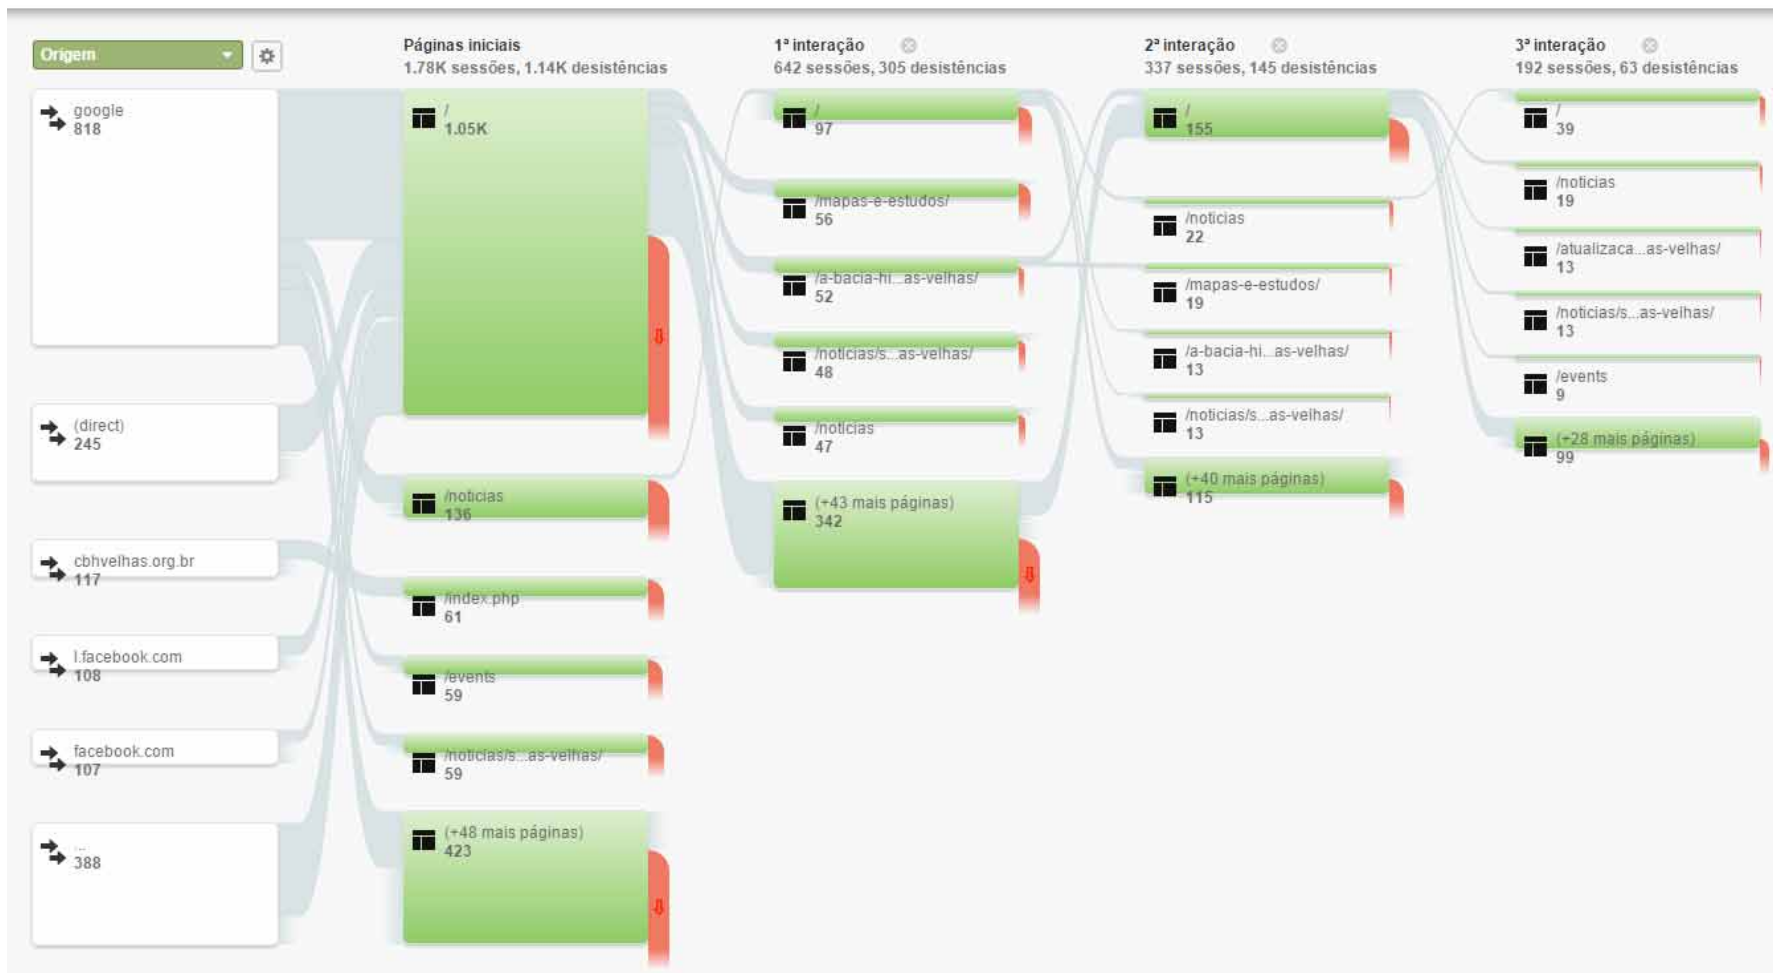 Origem
google
818
(direct)
245
cbhvelhas.org.br
117
l.facebook.com
108
facebook.com
107
...
388
Páginas iniciais
1.78K sessões, 1.14K desistências
/
1.05K
/noticias
136
/index.php
61
/events
59
/noticias/s...as-velhas/
59
(+48 mais páginas)
423
1ª interação
642 sessões, 305 desistências
/
97
/mapas-e-estudos/
56
/a-bacia-hi...as-velhas/
52
/noticias/s...as-velhas/
48
/noticias
47
(+43 mais páginas)
342
2ª interação
337 sessões, 145 desistências
/
155
/noticias
22
/mapas-e-estudos/
19
/a-bacia-hi...as-velhas/
13
/noticias/s...as-velhas/
13
(+40 mais páginas)
115
3ª interação
192 sessões, 63 desistências
/
39
/noticias
19
/atualizaca...as-velhas/
13
/noticias/s...as-velhas/
13
/events
9
(+28 mais páginas)
99